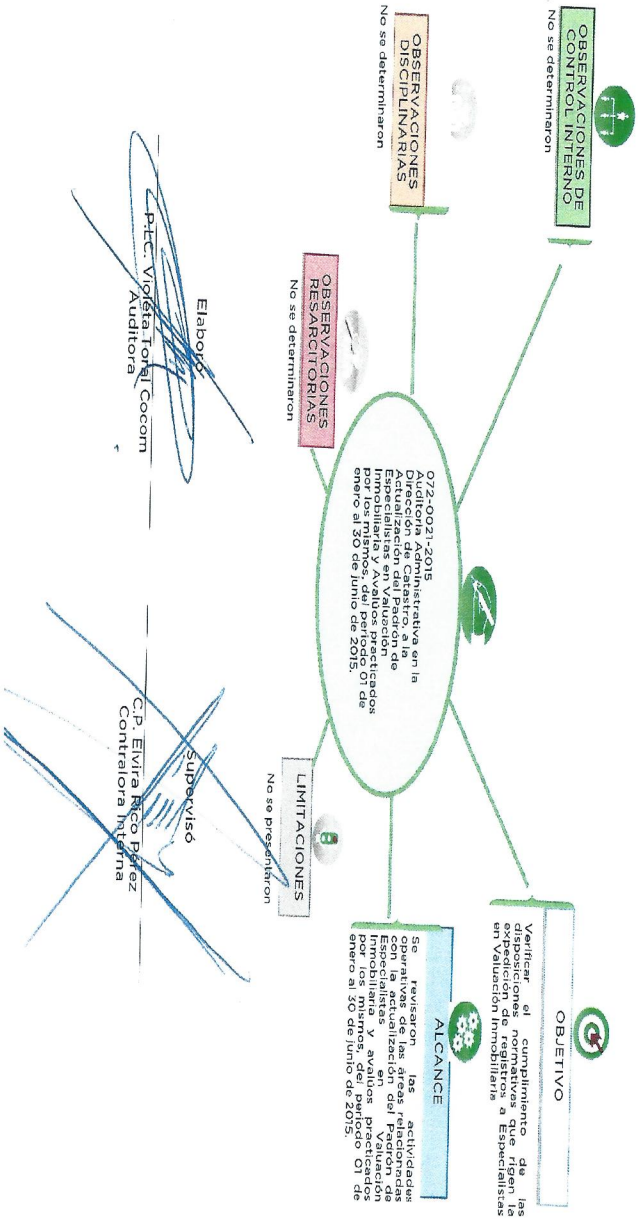 OBSERVACIONES DE
CONTROL INTERNO
No se determinaron
OBSERVACIONES
DISCIPLINARIAS
No se determinaron
OBSERVACIONES
RESARCITORIAS
No se determinaron
072-0021-2015
Auditoría Administrativa en la
Dirección de Catastro, a la
Actualización del Padrón de
Especialistas en Valuación
Inmobiliaria y Avalúos practicados
por los mismos, del periodo 01 de
enero al 30 de junio de 2015.
OBJETIVO
Verificar el cumplimiento de las
disposiciones normativas que rigen la
expedición de registros a Especialistas
en Valuación Inmobiliaria
ALCANCE
Se revisaron las actividades
operativas de las áreas relacionadas
con la actualización del Padrón de
Especialistas en Valuación
Inmobiliaria y avalúos practicados
por los mismos, del periodo 01 de
enero al 30 de junio de 2015.
LIMITACIONES
No se presentaron
Elaboró
P.LC. Violeta Toral Cocom
Auditora
Supervisó
C.P. Elvira Rico Pérez
Contralora Interna